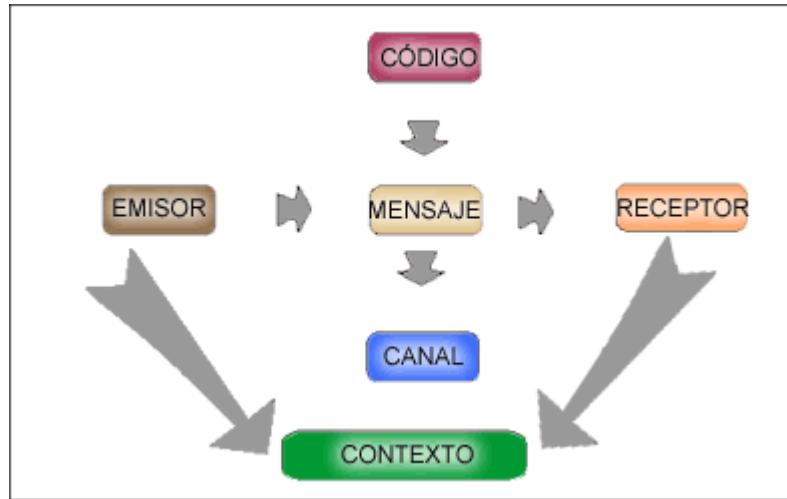 CÓDIGO
EMISOR
MENSAJE
RECEPTOR
CANAL
CONTEXTO